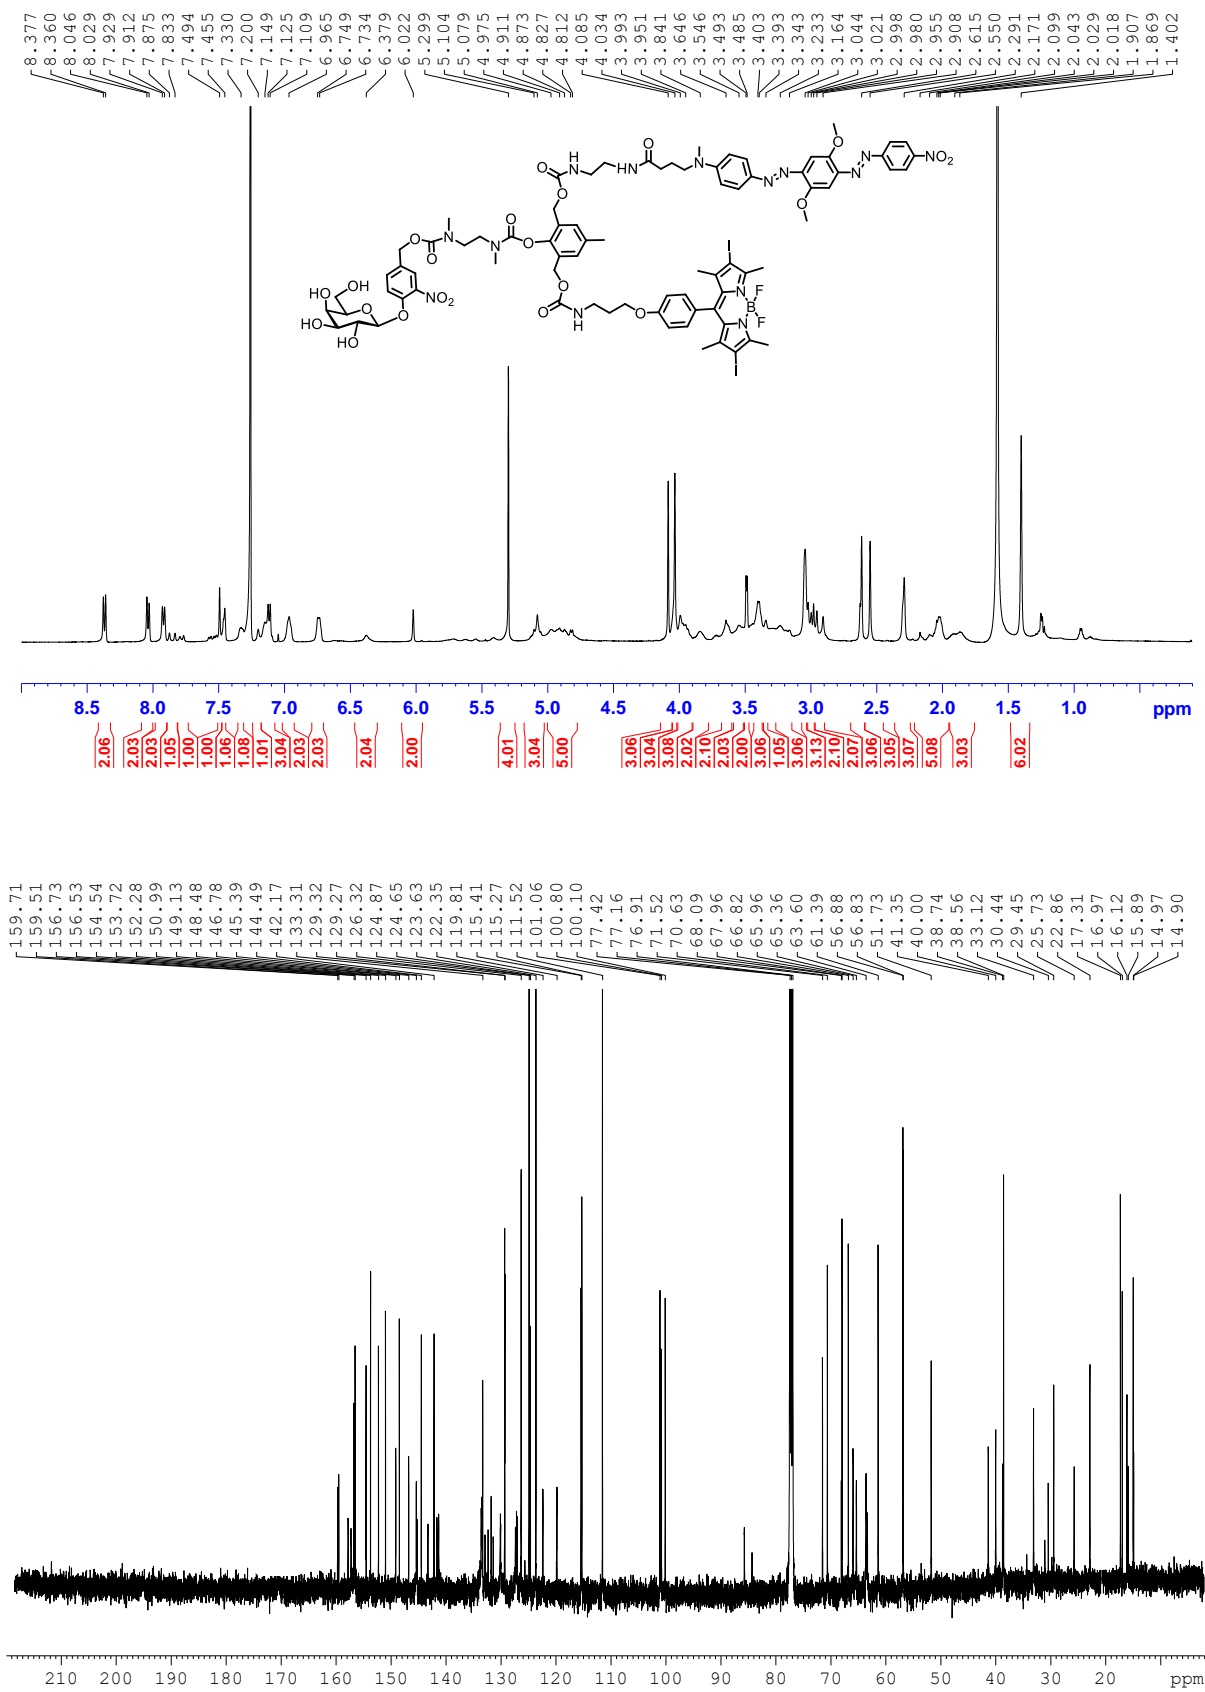 8.377 8.360 8.046 8.029 7.929 7.912 7.875 7.833 7.494 7.455 7.330 7.200 7.149 7.125 7.109 6.965 6.749 6.734 6.379 6.022 5.299 5.104 5.079 4.975 4.911 4.873 4.827 4.812 4.085 4.034 3.993 3.951 3.841 3.646 3.546 3.493 3.485 3.403 3.393 3.343 3.233 3.164 3.044 3.021 2.998 2.980 2.955 2.908 2.615 2.550 2.291 2.171 2.099 2.043 2.029 2.018 1.907 1.869 1.402
O O
O N H N H N N N O N N NO2
O O
O O N N O O
O
OH HO O NO2 O O N H O I N F B F N I
HO O
HO
8.5 8.0 7.5 7.0 6.5 6.0 5.5 5.0 4.5 4.0 3.5 3.0 2.5 2.0 1.5 1.0 ppm
2.06 2.03 2.03 1.05 1.00 1.00 1.06 1.08 1.01 3.04 2.03 2.03 2.04 2.00 4.01 3.04 5.00 3.06 3.04 3.08 2.02 2.10 2.03 2.00 3.06 1.05 3.06 3.13 2.10 2.07 3.06 3.05 3.07 5.08 3.03 6.02
159.71 159.51 156.73 156.53 154.54 153.72 152.28 150.99 149.13 148.48 146.78 145.39 144.49 142.17 133.31 129.32 129.27 126.32 124.87 124.65 123.63 122.35 119.81 115.41 115.27 111.52 101.06 100.80 100.10 77.42 77.16 76.91 71.52 70.63 68.09 67.96 66.82 65.96 65.36 63.60 61.39 56.88 56.83 51.73 41.35 40.00 38.74 38.56 33.12 30.44 29.45 25.73 22.86 17.31 16.97 16.12 15.89 14.97 14.90
210 200 190 180 170 160 150 140 130 120 110 100 90 80 70 60 50 40 30 20 ppm